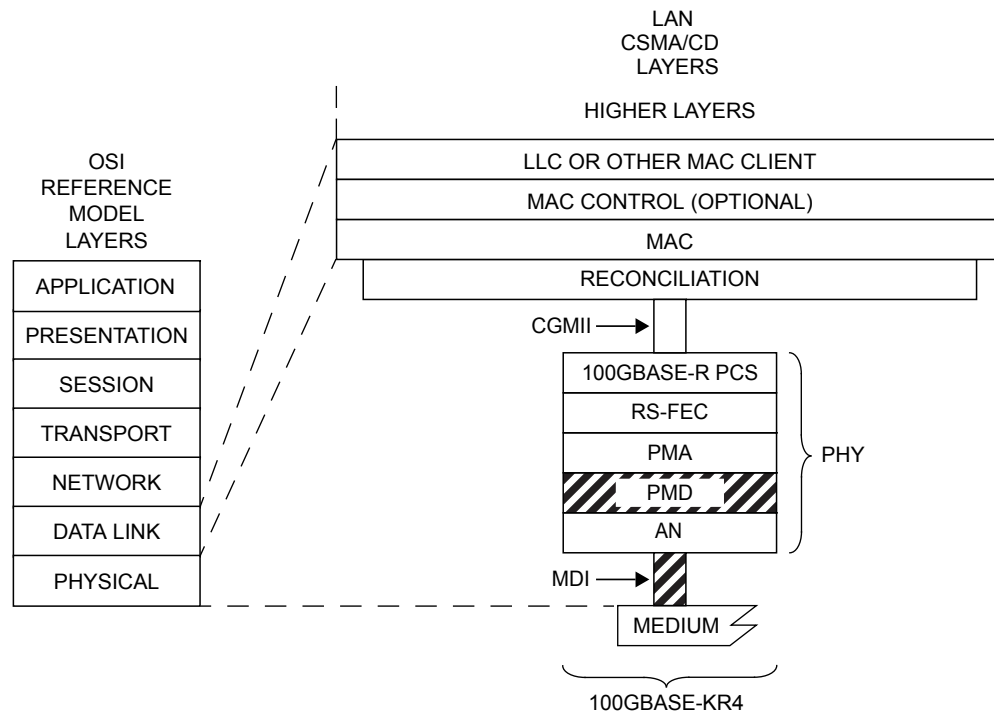 LAN
CSMA/CD
LAYERS
HIGHER LAYERS
OSI
REFERENCE
MODEL
LAYERS
LLC OR OTHER MAC CLIENT
MAC CONTROL (OPTIONAL)
MAC
RECONCILIATION
APPLICATION
PRESENTATION
SESSION
TRANSPORT
NETWORK
DATA LINK
PHYSICAL
CGMII
100GBASE-R PCS
RS-FEC
PMA
PMD
AN
PHY
MDI
MEDIUM
100GBASE-KR4